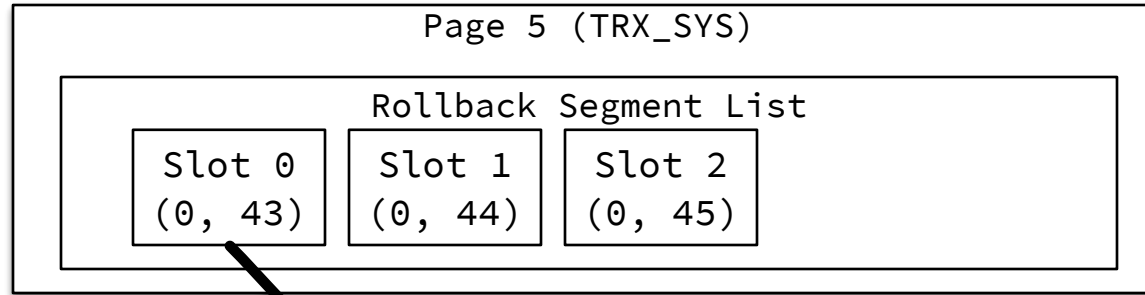 Page 5 (TRX_SYS)
Rollback Segment List
Slot 0 Slot 1 Slot 2
(0, 43) (0, 44) (0, 45)